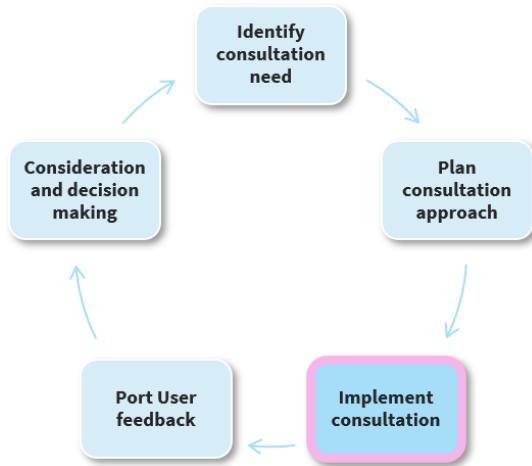 Identify
consultation
need
Plan
consultation
approach
Implement
consultation
Port User
feedback
Consideration
and decision
making